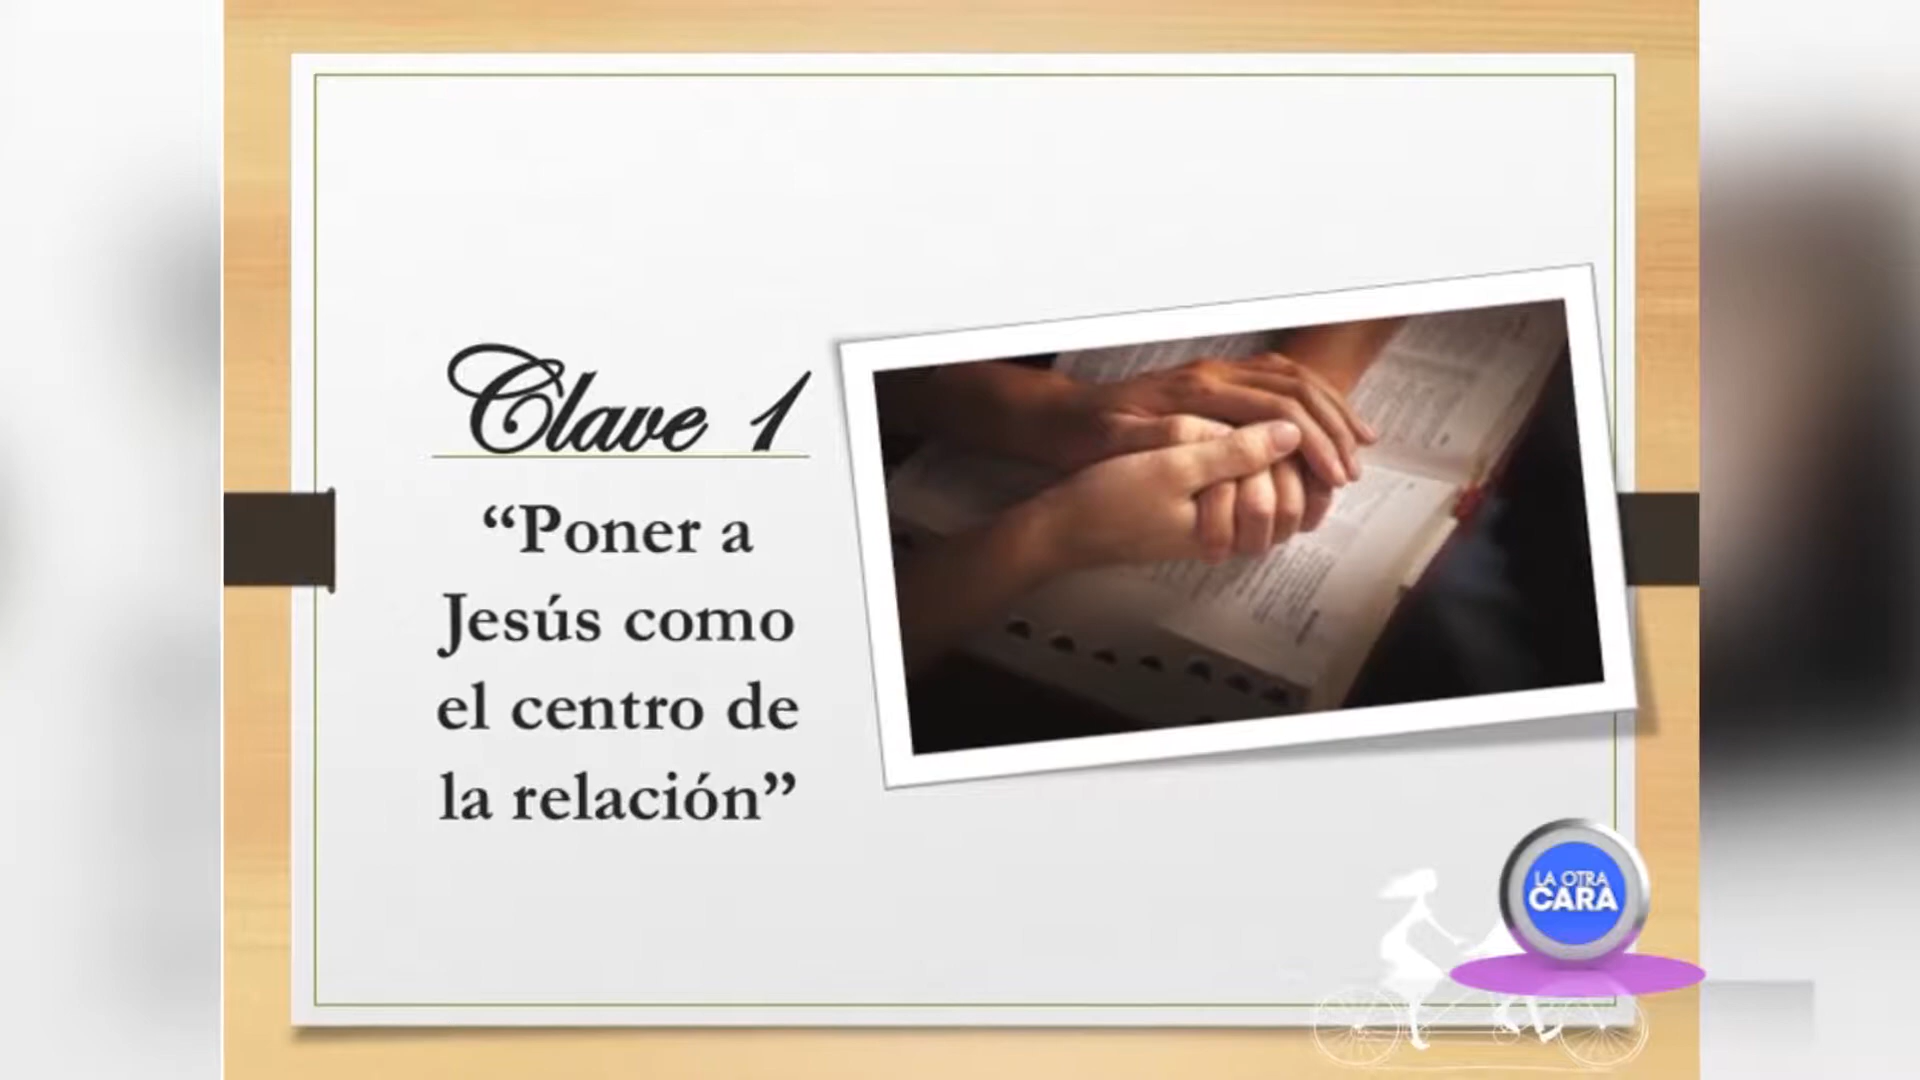 Clave 1
“Poner a
Jesús como
el centro de
la relación”
LA OTRA
CARA